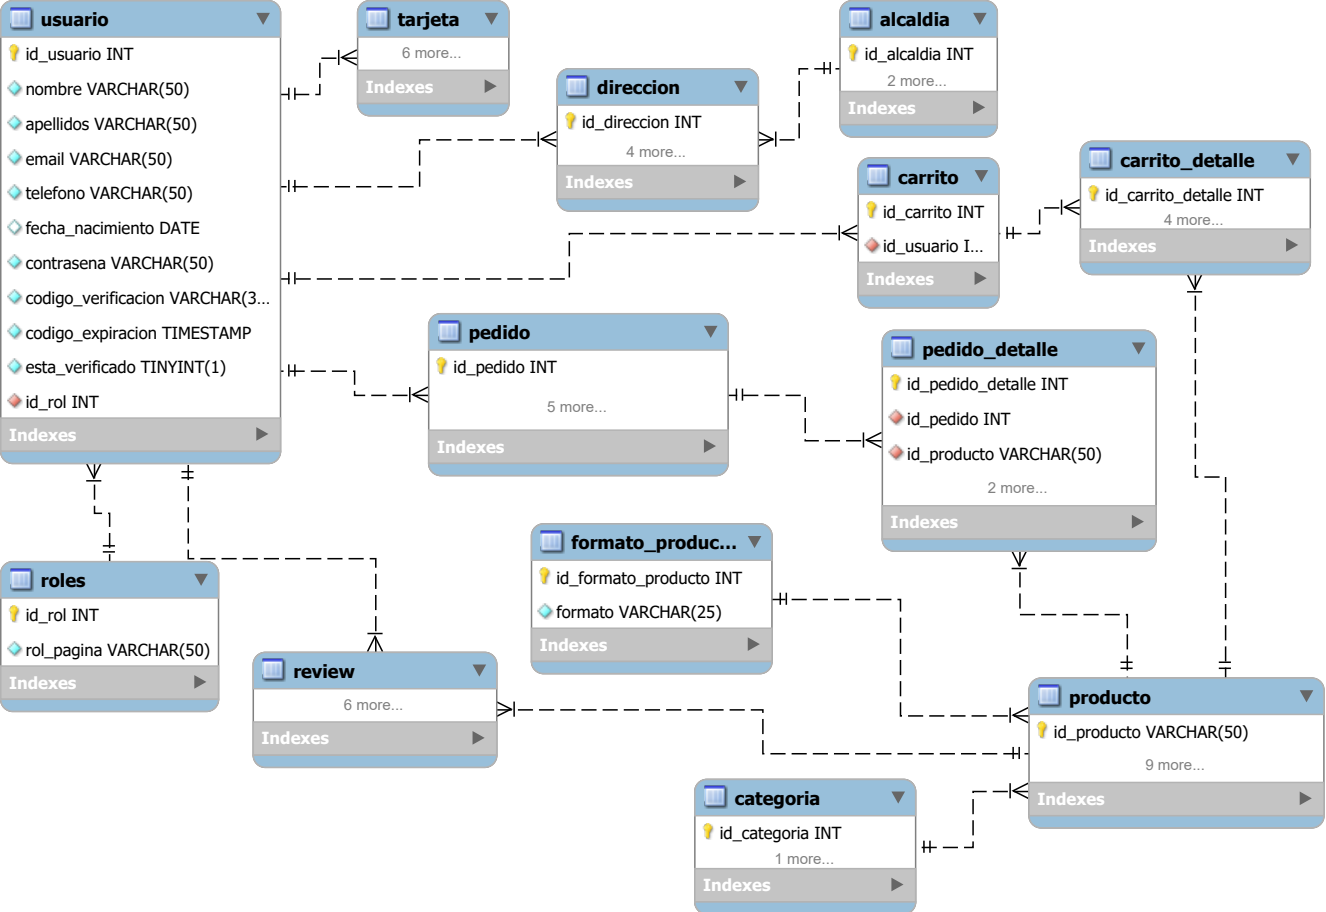 usuario
id_usuario INT
nombre VARCHAR(50)
apellidos VARCHAR(50)
email VARCHAR(50)
telefono VARCHAR(50)
fecha_nacimiento DATE
contrasena VARCHAR(50)
codigo_verificacion VARCHAR(3...
codigo_expiracion TIMESTAMP
esta_verificado TINYINT(1)
id_rol INT
Indexes
tarjeta
6 more...
Indexes
direccion
id_direccion INT
4 more...
Indexes
alcaldia
id_alcaldia INT
2 more...
Indexes
carrito
id_carrito INT
id_usuario I...
Indexes
carrito_detalle
id_carrito_detalle INT
4 more...
Indexes
pedido
id_pedido INT
5 more...
Indexes
pedido_detalle
id_pedido_detalle INT
id_pedido INT
id_producto VARCHAR(50)
2 more...
Indexes
formato_produc...
id_formato_producto INT
formato VARCHAR(25)
Indexes
roles
id_rol INT
rol_pagina VARCHAR(50)
Indexes
review
6 more...
Indexes
producto
id_producto VARCHAR(50)
9 more...
Indexes
categoria
id_categoria INT
1 more...
Indexes